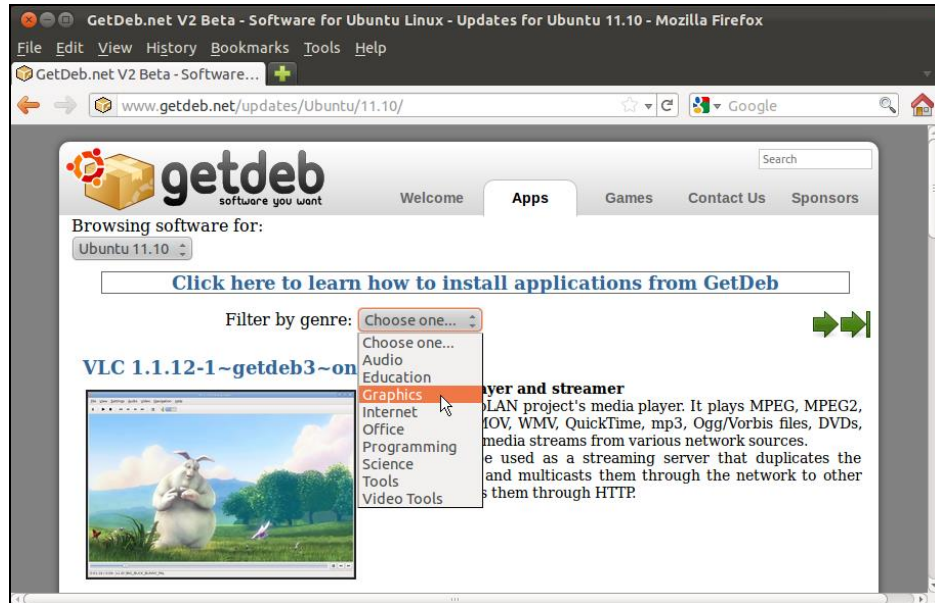 GetDeb.net V2 Beta - Software for Ubuntu Linux - Updates for Ubuntu 11.10 - Mozilla Firefox
File Edit View History Bookmarks Tools Help
GetDeb.net V2 Beta - Software...
www.getdeb.net/updates/Ubuntu/11.10/
Google
getdeb
software you want
Search
Welcome Apps Games Contact Us Sponsors
Browsing software for:
Ubuntu 11.10
Click here to learn how to install applications from GetDeb
Filter by genre: Choose one...
Choose one...
Audio
Education
Graphics
Internet
Office
Programming
Science
Tools
Video Tools
VLC 1.1.12-1~getdeb3~on
yer and streamer
LAN project's media player. It plays MPEG, MPEG2,
MOV, WMV, QuickTime, mp3, Ogg/Vorbis files, DVDs,
media streams from various network sources.
e used as a streaming server that duplicates the
and multicasts them through the network to other
s them through HTTP.